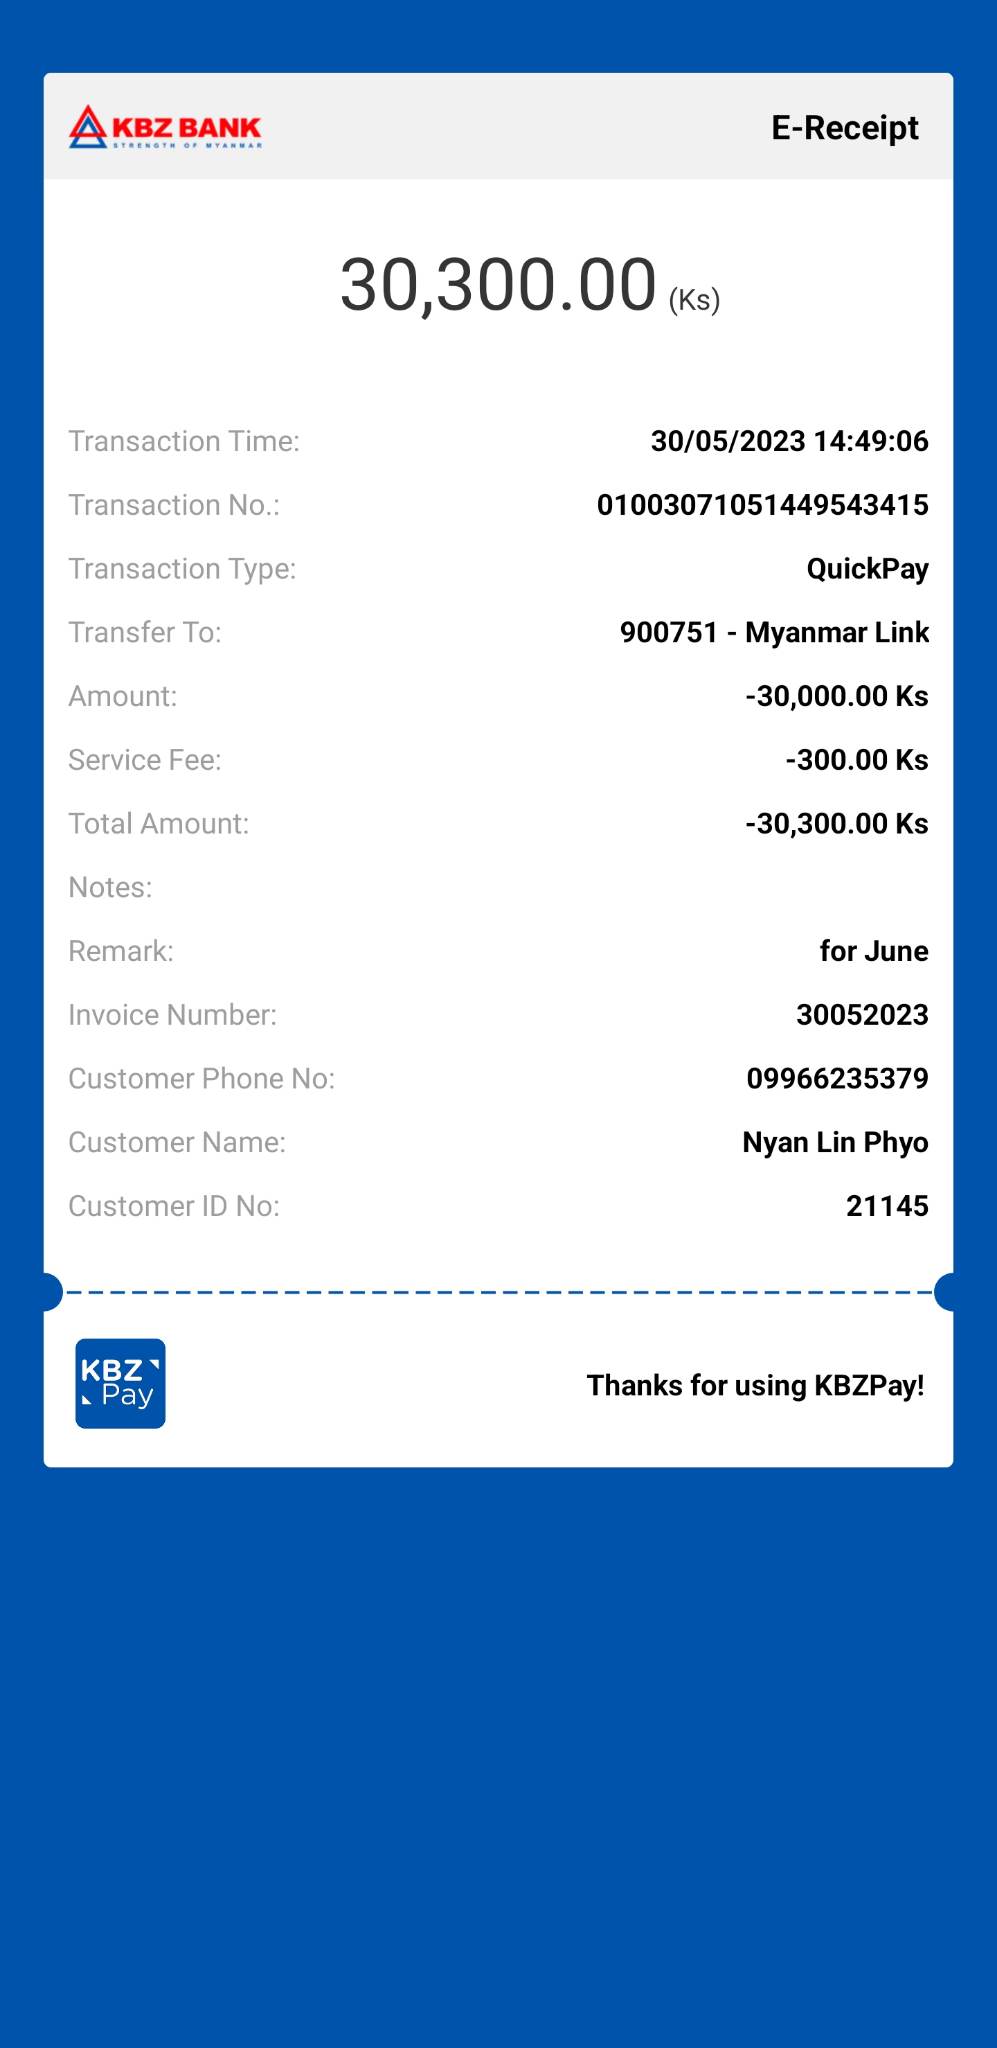 KBZ BANK
STRENGTH OF MYANMAR
E-Receipt
30,300.00 (Ks)
Transaction Time: 30/05/2023 14:49:06
Transaction No.: 01003071051449543415
Transaction Type: QuickPay
Transfer To: 900751 - Myanmar Link
Amount: -30,000.00 Ks
Service Fee: -300.00 Ks
Total Amount: -30,300.00 Ks
Notes:
Remark: for June
Invoice Number: 30052023
Customer Phone No: 09966235379
Customer Name: Nyan Lin Phyo
Customer ID No: 21145
KBZ
Pay
Thanks for using KBZPay!